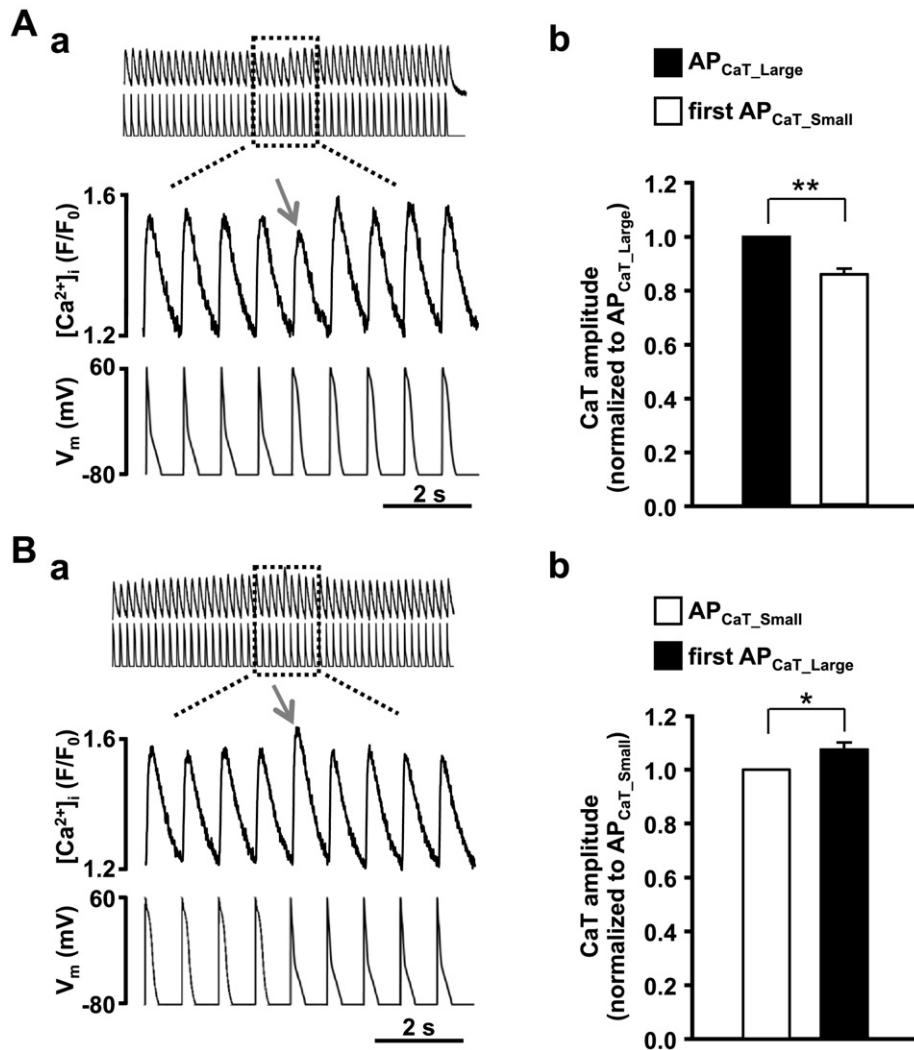 A
a
1.6
[Ca²⁺]ᵢ (F/F₀)
1.2
60
Vₘ (mV)
-80
2 s
b
AP_CaT_Large
first AP_CaT_Small
1.2
**
1.0
0.8
0.6
0.4
0.2
0.0
CaT amplitude
(normalized to AP_CaT_Large)
B
a
1.6
[Ca²⁺]ᵢ (F/F₀)
1.2
60
Vₘ (mV)
-80
2 s
b
AP_CaT_Small
first AP_CaT_Large
1.2
*
1.0
0.8
0.6
0.4
0.2
0.0
CaT amplitude
(normalized to AP_CaT_Small)